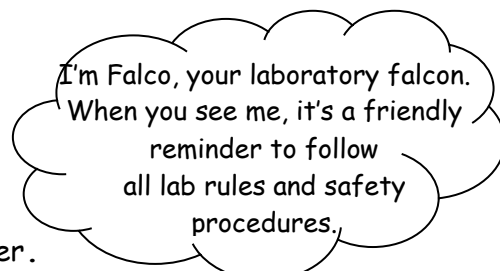 I'm Falco, your laboratory falcon.
When you see me, it's a friendly
reminder to follow
all lab rules and safety
procedures.
er.